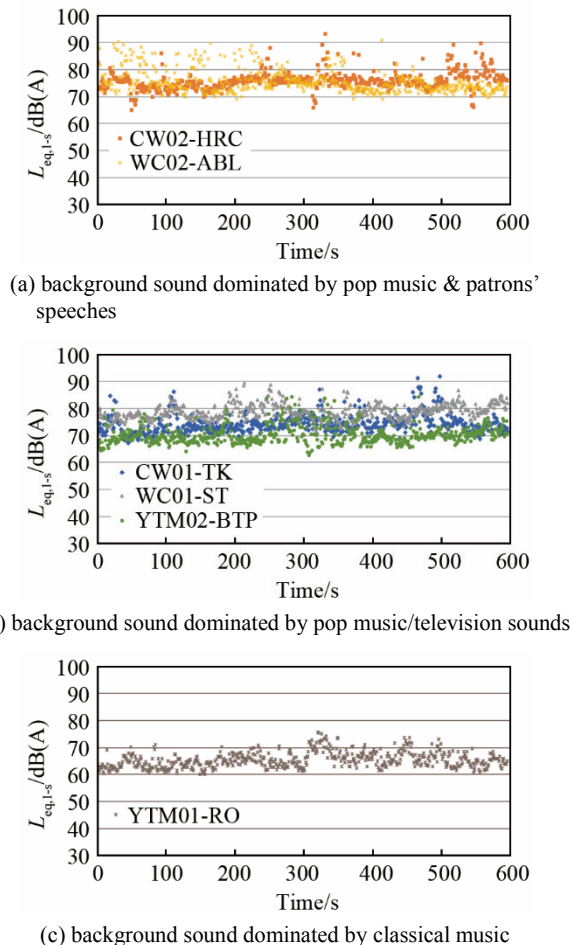 100
90
80
70
60
50
40
30
L_eq,1-s/dB(A)
CW02-HRC
WC02-ABL
0 100 200 300 400 500 600
Time/s
(a) background sound dominated by pop music & patrons'
speeches
100
90
80
70
60
50
40
30
L_eq,1-s/dB(A)
CW01-TK
WC01-ST
YTM02-BTP
0 100 200 300 400 500 600
Time/s
) background sound dominated by pop music/television sounds
100
90
80
70
60
50
40
30
L_eq,1-s/dB(A)
YTM01-RO
0 100 200 300 400 500 600
Time/s
(c) background sound dominated by classical music